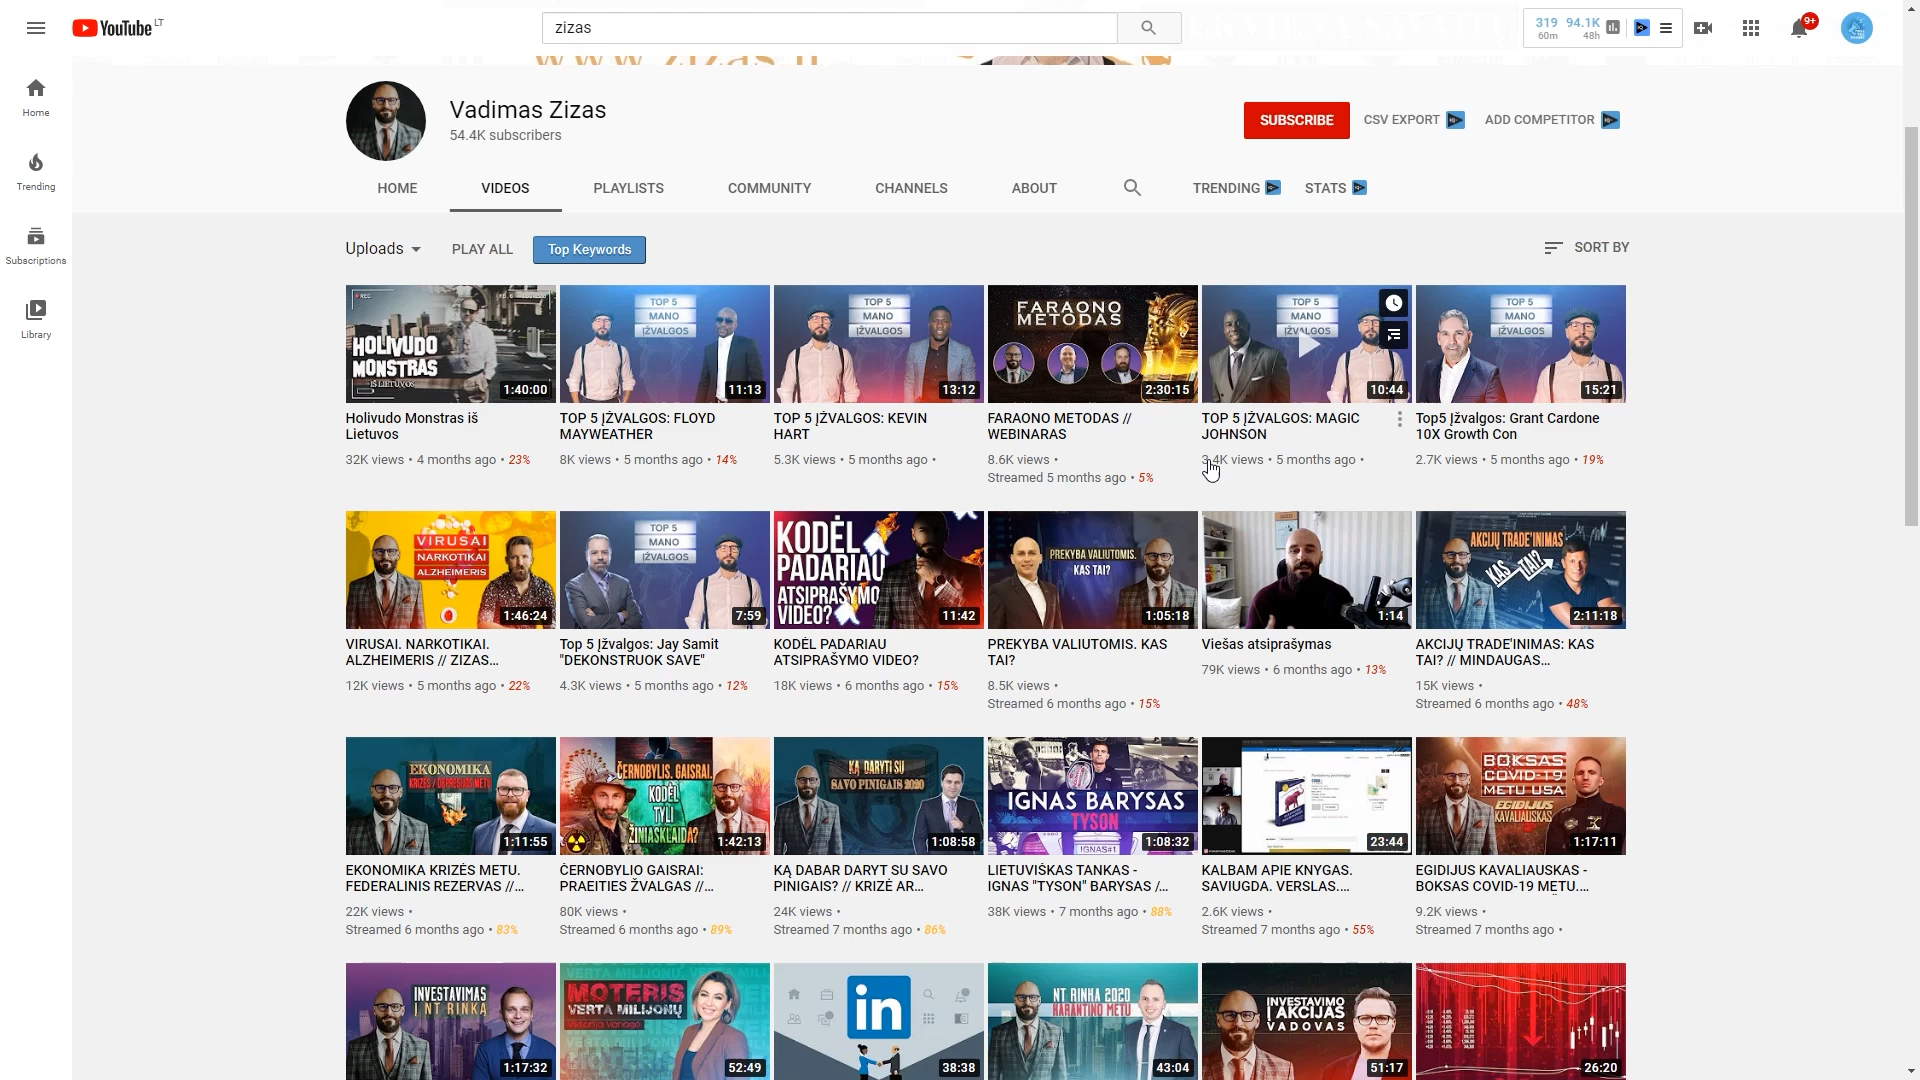 YouTube LT
zizas
319 94.1K
60m 48h
9+
Home
Trending
Subscriptions
Library
Vadimas Zizas
54.4K subscribers
SUBSCRIBE
CSV EXPORT
ADD COMPETITOR
HOME VIDEOS PLAYLISTS COMMUNITY CHANNELS ABOUT TRENDING STATS
Uploads PLAY ALL Top Keywords SORT BY
REC
HOLIVUDO
MONSTRAS
IŠ LIETUVOS
1:40:00
Holivudo Monstras iš
Lietuvos
32K views • 4 months ago • 23%
TOP 5
MANO
ĮŽVALGOS
11:13
TOP 5 ĮŽVALGOS: FLOYD
MAYWEATHER
8K views • 5 months ago • 14%
TOP 5
MANO
ĮŽVALGOS
13:12
TOP 5 ĮŽVALGOS: KEVIN
HART
5.3K views • 5 months ago •
FARAONO
METODAS
2:30:15
FARAONO METODAS //
WEBINARAS
8.6K views •
Streamed 5 months ago • 5%
TOP 5
MANO
ĮŽVALGOS
10:44
TOP 5 ĮŽVALGOS: MAGIC
JOHNSON
3.4K views • 5 months ago •
TOP 5
MANO
ĮŽVALGOS
15:21
Top5 Įžvalgos: Grant Cardone
10X Growth Con
2.7K views • 5 months ago • 19%
VIRUSAI
NARKOTIKAI
ALZHEIMERIS
1:46:24
VIRUSAI. NARKOTIKAI.
ALZHEIMERIS // ZIZAS...
12K views • 5 months ago • 22%
TOP 5
MANO
ĮŽVALGOS
7:59
Top 5 Įžvalgos: Jay Samit
"DEKONSTRUOK SAVE"
4.3K views • 5 months ago • 12%
KODĖL
PADARIAU
ATSIPRAŠYMO
VIDEO?
11:42
KODĖL PADARIAU
ATSIPRAŠYMO VIDEO?
18K views • 6 months ago • 15%
PREKYBA VALIUTOMIS.
KAS TAI?
1:05:18
PREKYBA VALIUTOMIS. KAS
TAI?
8.5K views •
Streamed 6 months ago • 15%
1:14
Viešas atsiprašymas
79K views • 6 months ago • 13%
AKCIJŲ TRADE'INIMAS
KAS TAI?
2:11:18
AKCIJŲ TRADE'INIMAS: KAS
TAI? // MINDAUGAS...
15K views •
Streamed 6 months ago • 48%
EKONOMIKA
KRIZĖS / DEPRESIJOS METU
1:11:55
EKONOMIKA KRIZĖS METU.
FEDERALINIS REZERVAS //...
22K views •
Streamed 6 months ago • 83%
ČERNOBYLIS. GAISRAI.
KODĖL
TYLI
ŽINIASKLAIDA?
1:42:13
ČERNOBYLIO GAISRAI:
PRAEITIES ŽVALGAS //...
80K views •
Streamed 6 months ago • 89%
KĄ DARYTI SU
SAVO PINIGAIS 2020
1:08:58
KĄ DABAR DARYT SU SAVO
PINIGAIS? // KRIZĖ AR...
24K views •
Streamed 7 months ago • 86%
IGNAS BARYSAS
TYSON
IGNAS#1
1:08:32
LIETUVIŠKAS TANKAS -
IGNAS "TYSON" BARYSAS /...
38K views • 7 months ago • 88%
23:44
KALBAM APIE KNYGAS.
SAVIUGDA. VERSLAS....
2.6K views •
Streamed 7 months ago • 55%
BOKSAS
COVID-19
METU USA
EGIDIJUS
KAVALIAUSKAS
1:17:11
EGIDIJUS KAVALIAUSKAS -
BOKSAS COVID-19 METU....
9.2K views •
Streamed 7 months ago •
INVESTAVIMAS
Į NT RINKĄ
1:17:32
MOTERIS
VERTA MILIJONŲ
52:49
in
38:38
NT RINKA 2020
KARANTINO METU
43:04
INVESTAVIMO
Į AKCIJAS
VADOVAS
51:17
26:20